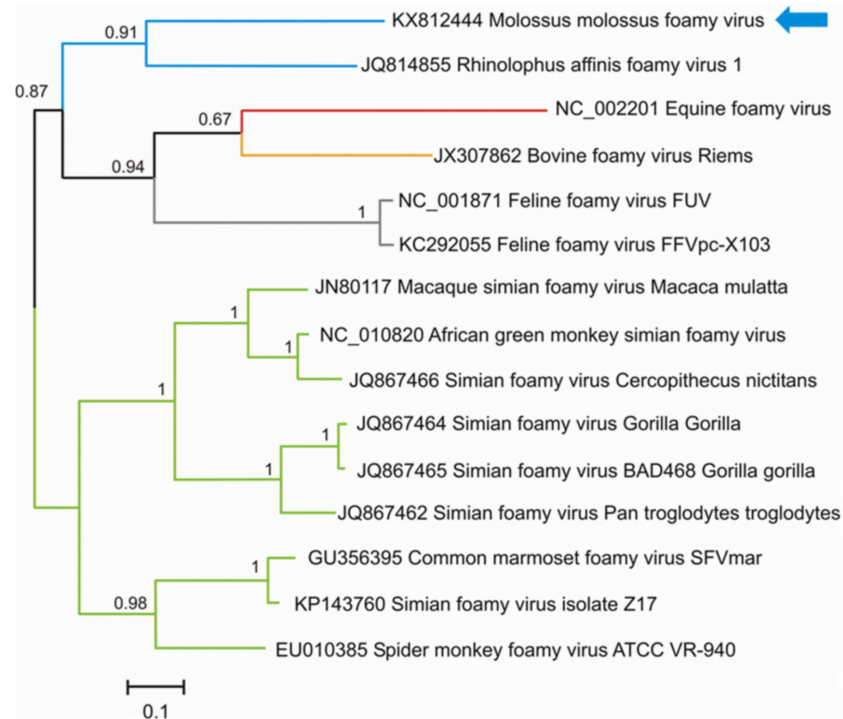 KX812444 Molossus molossus foamy virus
0.91
JQ814855 Rhinolophus affinis foamy virus 1
0.87
NC_002201 Equine foamy virus
0.67
JX307862 Bovine foamy virus Riems
0.94
NC_001871 Feline foamy virus FUV
1
KC292055 Feline foamy virus FFVpc-X103
JN80117 Macaque simian foamy virus Macaca mulatta
1
NC_010820 African green monkey simian foamy virus
1
JQ867466 Simian foamy virus Cercopithecus nictitans
1
JQ867464 Simian foamy virus Gorilla Gorilla
1
JQ867465 Simian foamy virus BAD468 Gorilla gorilla
1
JQ867462 Simian foamy virus Pan troglodytes troglodytes
GU356395 Common marmoset foamy virus SFVmar
1
KP143760 Simian foamy virus isolate Z17
0.98
EU010385 Spider monkey foamy virus ATCC VR-940
0.1